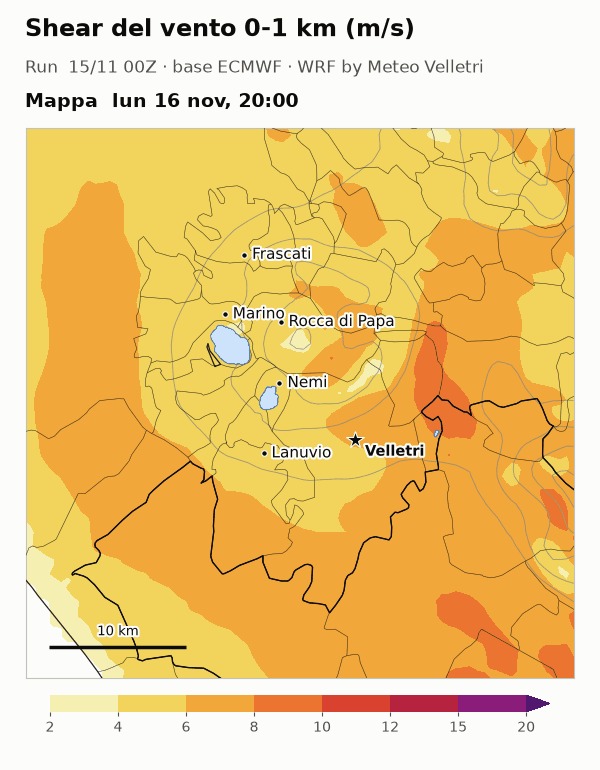 Shear del vento 0-1 km (m/s)
Run  15/11 00Z · base ECMWF · WRF by Meteo Velletri
Mappa  lun 16 nov, 20:00
Frascati
Marino
Rocca di Papa
Nemi
Velletri
Lanuvio
10 km
2 4 6 8 10 12 15 20